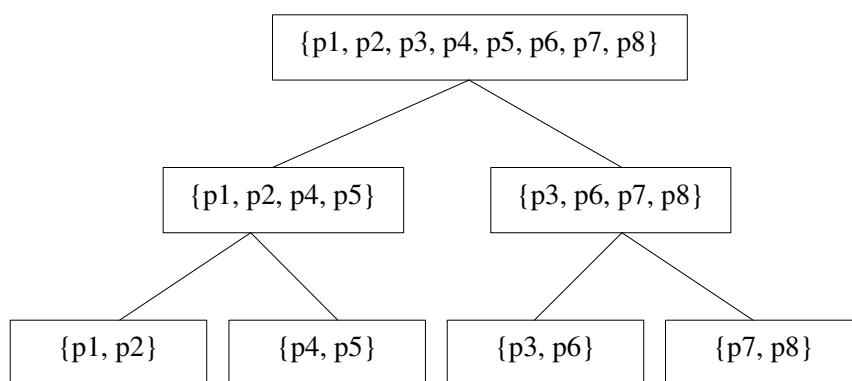 {p1, p2, p3, p4, p5, p6, p7, p8}
{p1, p2, p4, p5}
{p3, p6, p7, p8}
{p1, p2}
{p4, p5}
{p3, p6}
{p7, p8}